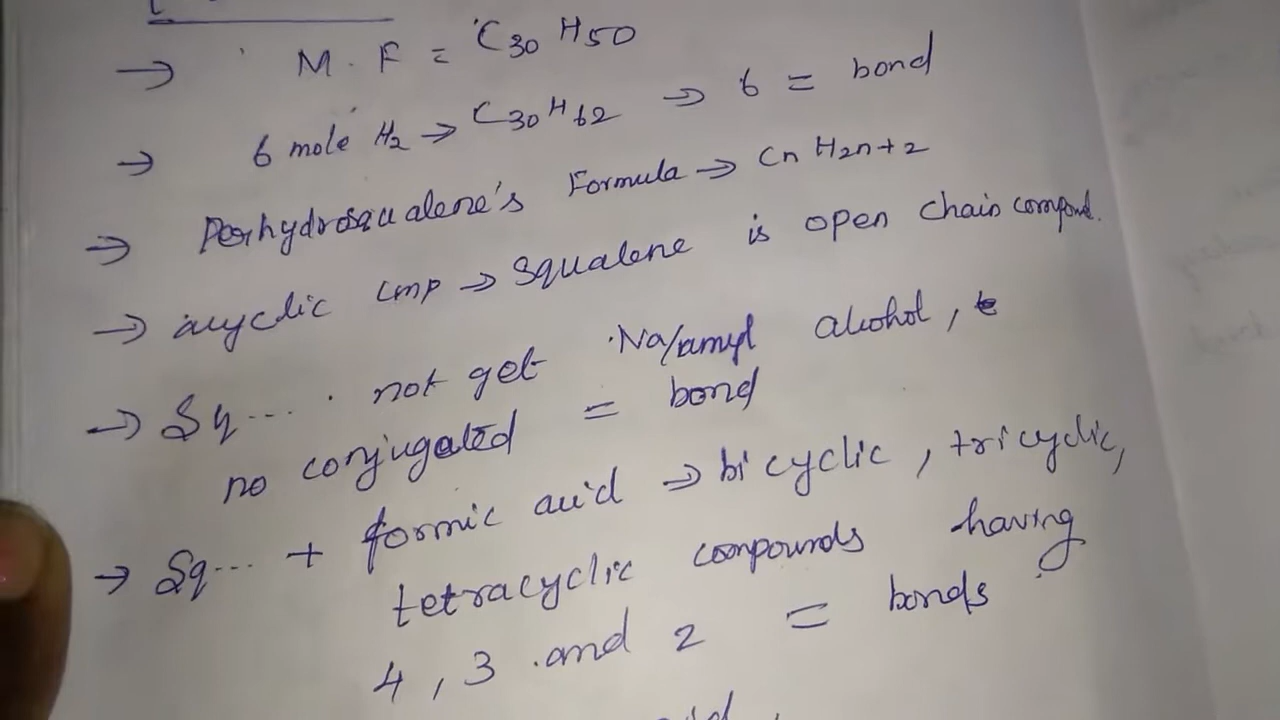 → M.F = C30 H50
→ 6 mole H2 → C30 H62 → 6 = bond
→ Perhydrosqualene's Formula → Cn H2n+2
→ acyclic cmp → Squalene is open chain compond.
→ Sq.... not get Na/amyl alcohol,
no conjugated = bond
→ Sq... + formic acid → bicyclic, tricyclic,
tetracyclic compounds having
4, 3 and 2 = bonds